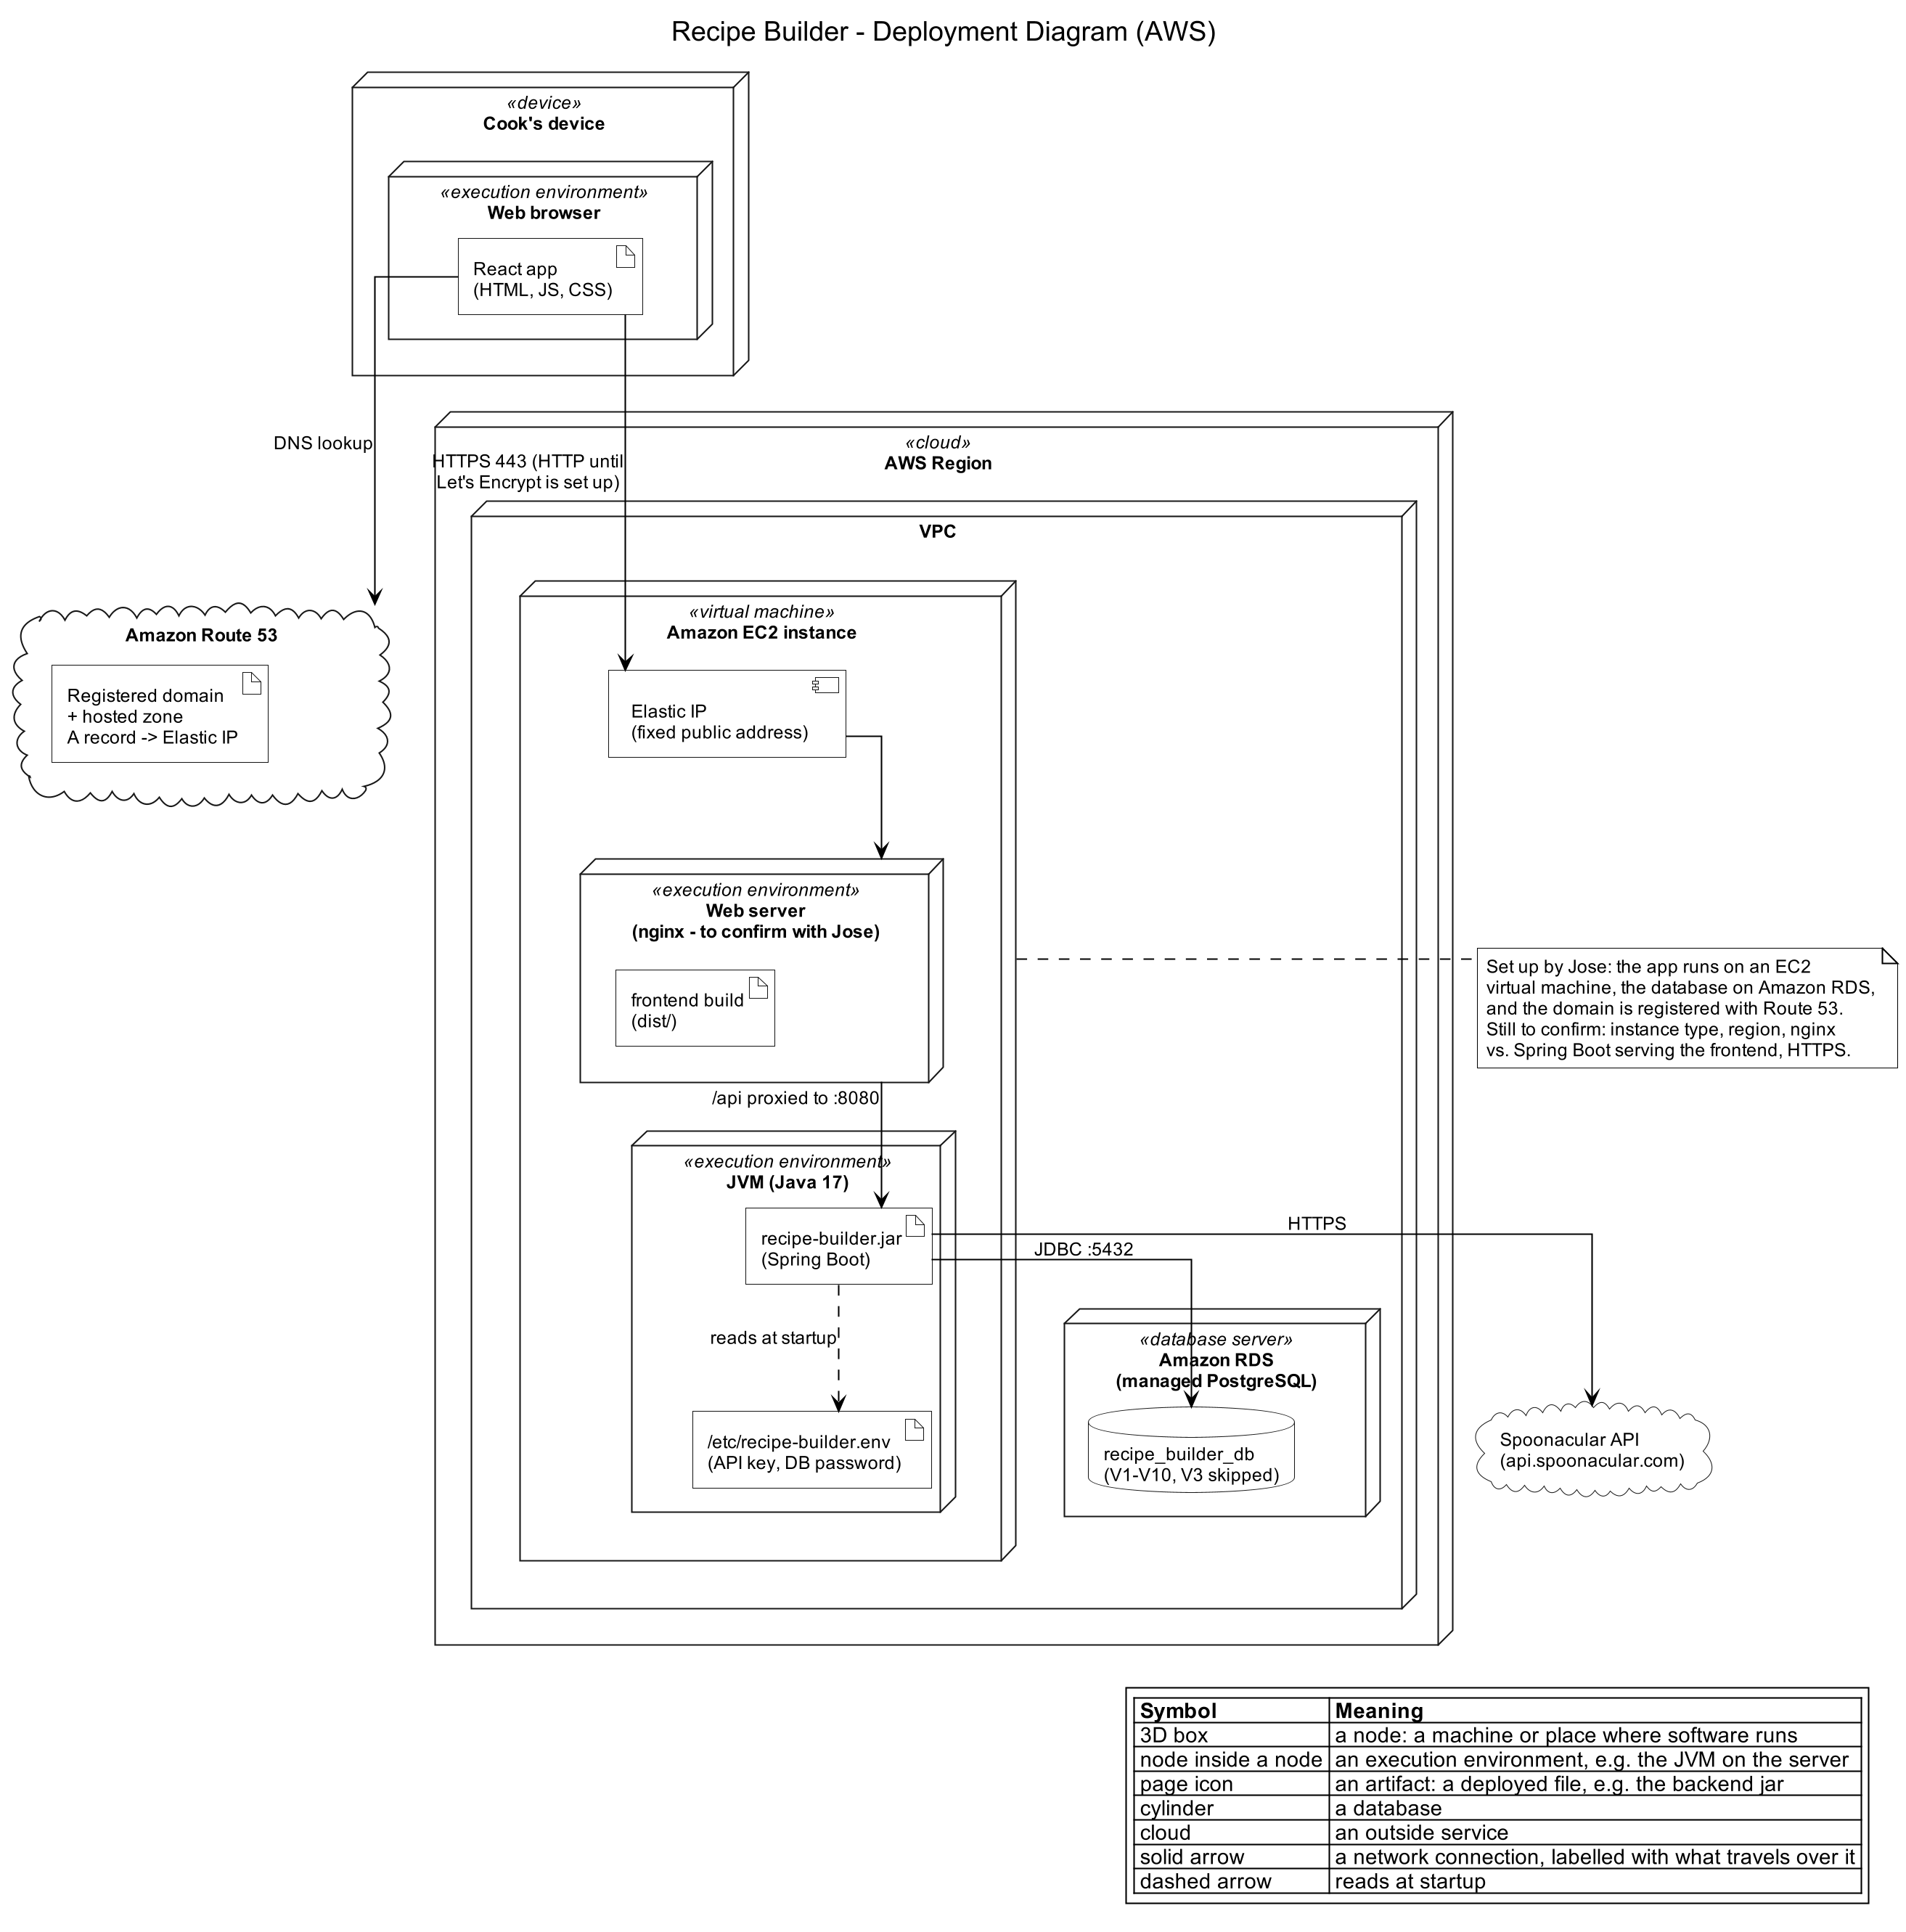 Recipe Builder - Deployment Diagram (AWS)
«device»
Cook's device
«execution environment»
Web browser
React app
(HTML, JS, CSS)
DNS lookup
HTTPS 443 (HTTP until
Let's Encrypt is set up)
«cloud»
AWS Region
VPC
«virtual machine»
Amazon EC2 instance
Amazon Route 53
Registered domain
+ hosted zone
A record -> Elastic IP
Elastic IP
(fixed public address)
«execution environment»
Web server
(nginx - to confirm with Jose)
frontend build
(dist/)
Set up by Jose: the app runs on an EC2
virtual machine, the database on Amazon RDS,
and the domain is registered with Route 53.
Still to confirm: instance type, region, nginx
vs. Spring Boot serving the frontend, HTTPS.
/api proxied to :8080
«execution environment»
JVM (Java 17)
recipe-builder.jar
(Spring Boot)
HTTPS
JDBC :5432
reads at startup
«database server»
Amazon RDS
(managed PostgreSQL)
recipe_builder_db
(V1-V10, V3 skipped)
/etc/recipe-builder.env
(API key, DB password)
Spoonacular API
(api.spoonacular.com)
Symbol Meaning
3D box a node: a machine or place where software runs
node inside a node an execution environment, e.g. the JVM on the server
page icon an artifact: a deployed file, e.g. the backend jar
cylinder a database
cloud an outside service
solid arrow a network connection, labelled with what travels over it
dashed arrow reads at startup